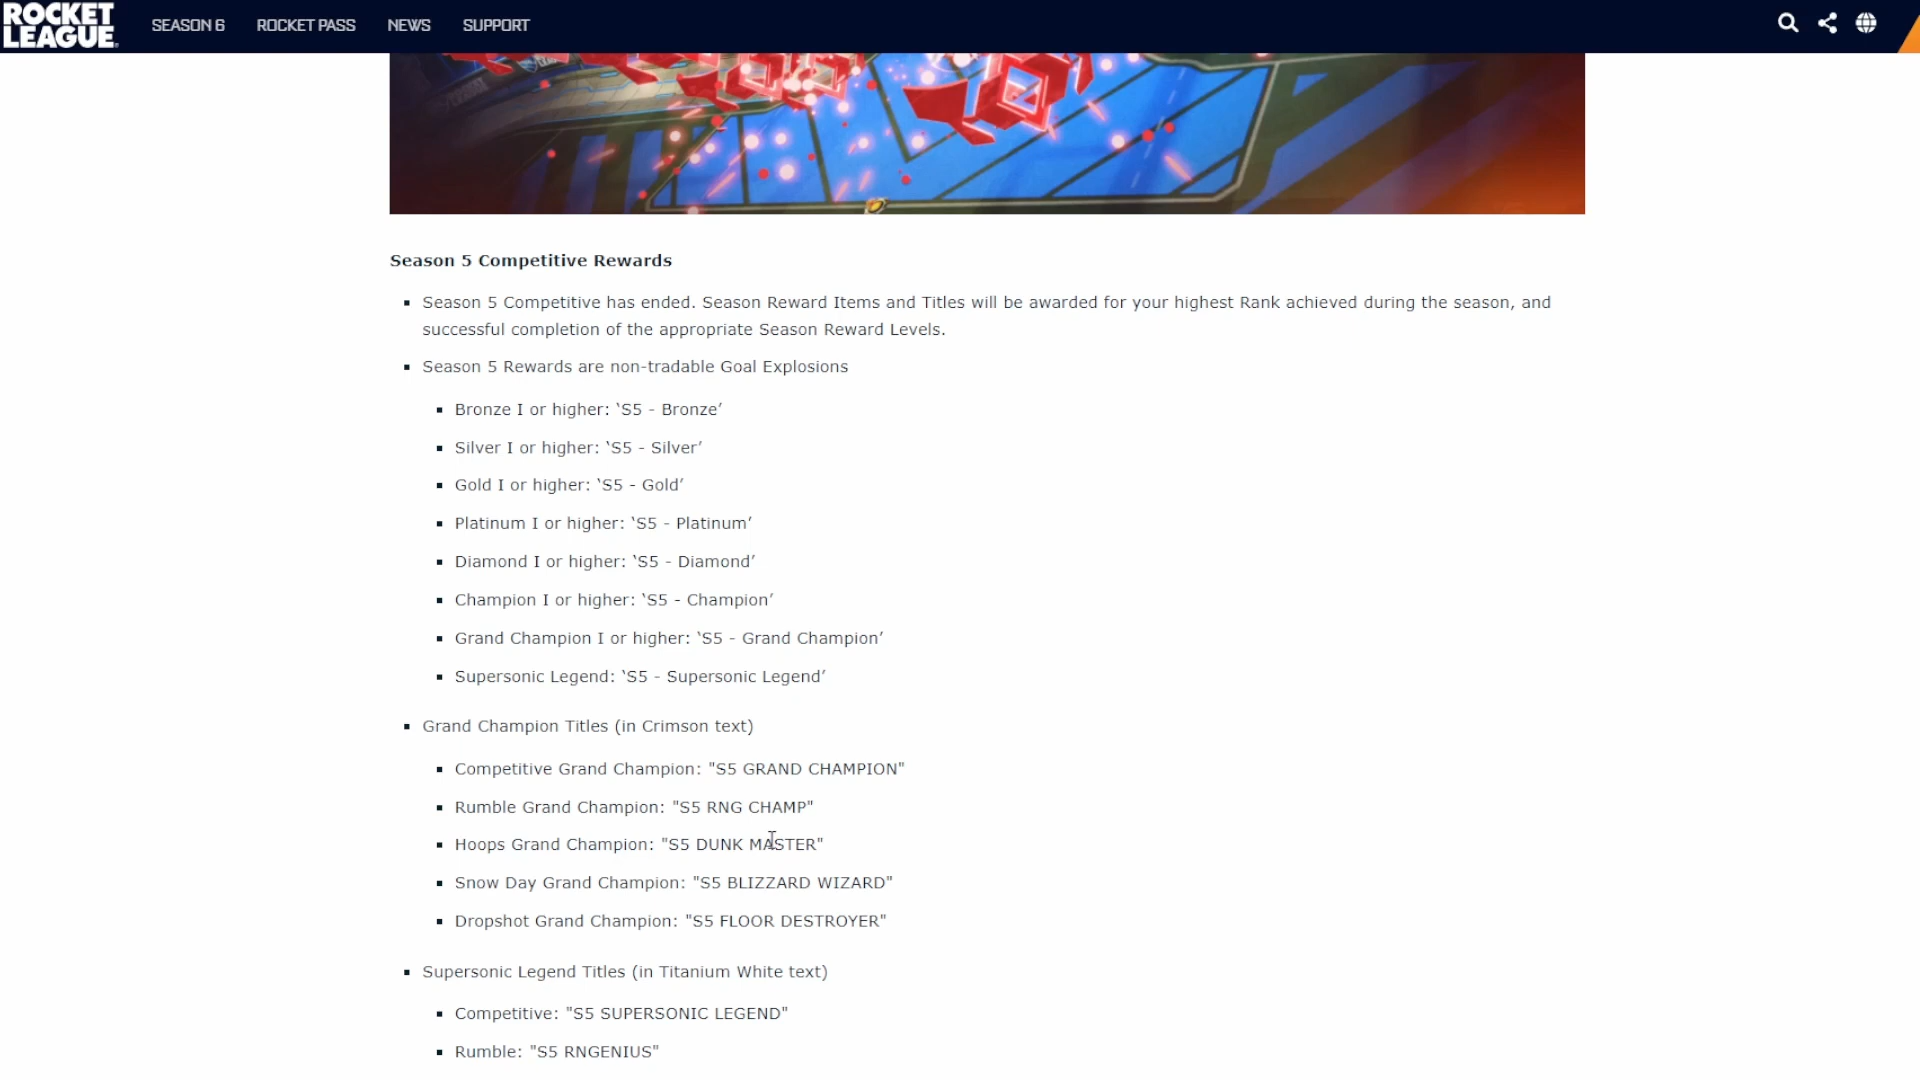 ROCKET
LEAGUE
SEASON 6 ROCKET PASS NEWS SUPPORT
Season 5 Competitive Rewards
Season 5 Competitive has ended. Season Reward Items and Titles will be awarded for your highest Rank achieved during the season, and
successful completion of the appropriate Season Reward Levels.
Season 5 Rewards are non-tradable Goal Explosions
Bronze I or higher: ‘S5 - Bronze’
Silver I or higher: ‘S5 - Silver’
Gold I or higher: ‘S5 - Gold’
Platinum I or higher: ‘S5 - Platinum’
Diamond I or higher: ‘S5 - Diamond’
Champion I or higher: ‘S5 - Champion’
Grand Champion I or higher: ‘S5 - Grand Champion’
Supersonic Legend: ‘S5 - Supersonic Legend’
Grand Champion Titles (in Crimson text)
Competitive Grand Champion: "S5 GRAND CHAMPION"
Rumble Grand Champion: "S5 RNG CHAMP"
Hoops Grand Champion: "S5 DUNK MASTER"
Snow Day Grand Champion: "S5 BLIZZARD WIZARD"
Dropshot Grand Champion: "S5 FLOOR DESTROYER"
Supersonic Legend Titles (in Titanium White text)
Competitive: "S5 SUPERSONIC LEGEND"
Rumble: "S5 RNGENIUS"